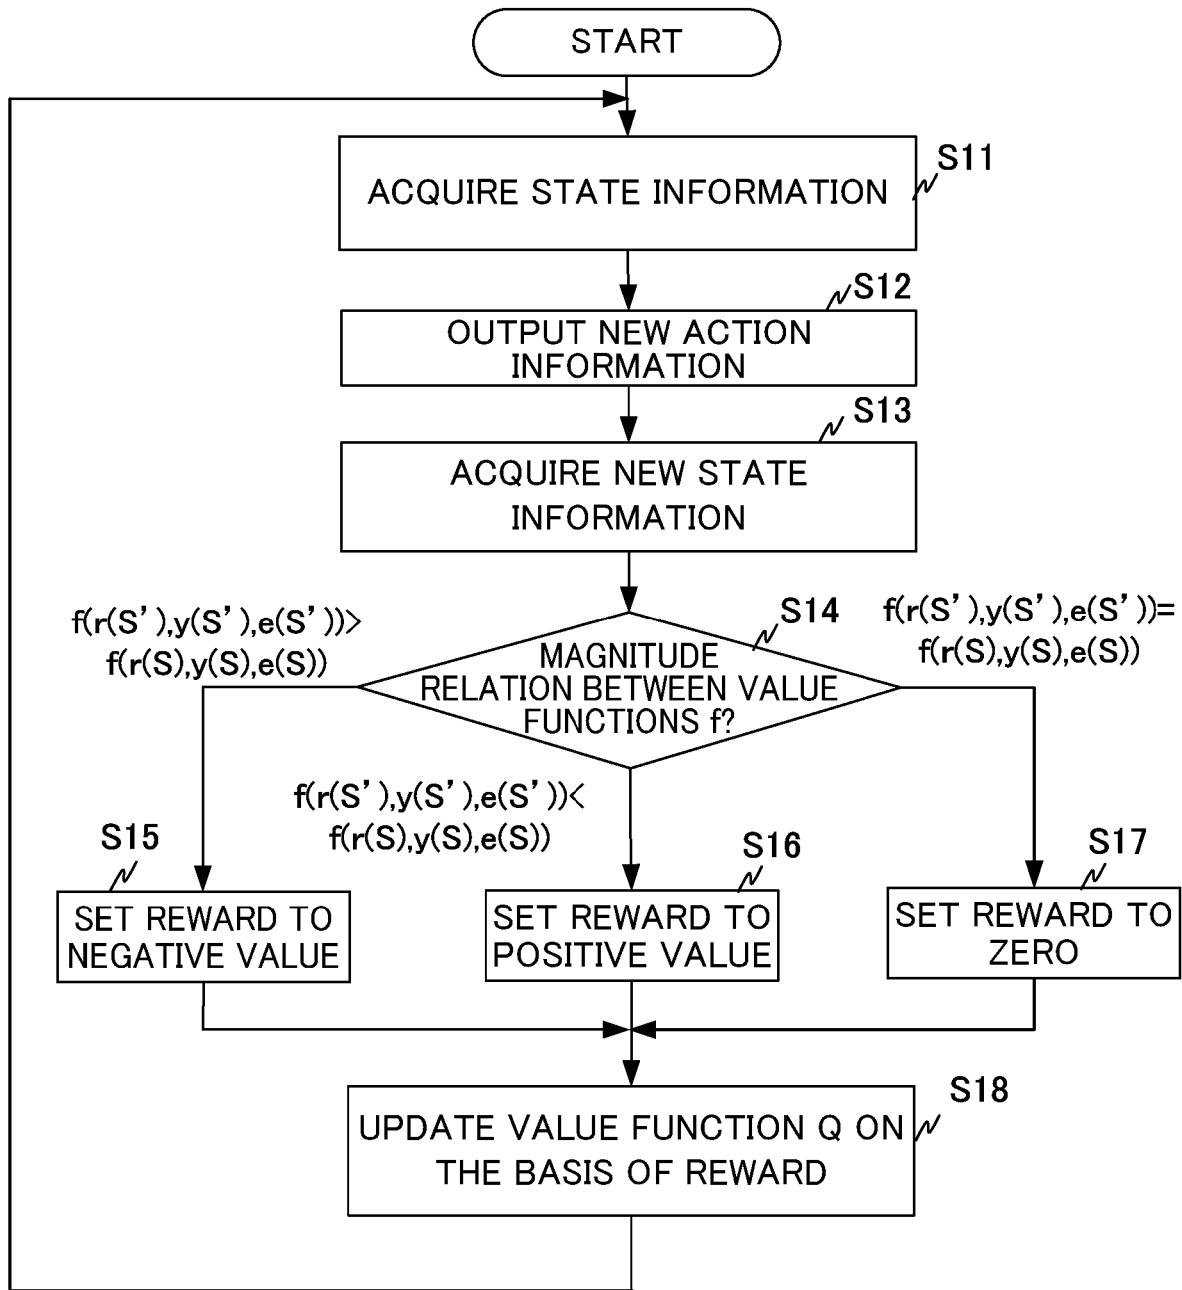 START
S11
ACQUIRE STATE INFORMATION
S12
OUTPUT NEW ACTION
INFORMATION
S13
ACQUIRE NEW STATE
INFORMATION
f(r(S'),y(S'),e(S'))>
f(r(S),y(S),e(S))
S14
MAGNITUDE
RELATION BETWEEN VALUE
FUNCTIONS f?
f(r(S'),y(S'),e(S'))=
f(r(S),y(S),e(S))
f(r(S'),y(S'),e(S'))<
f(r(S),y(S),e(S))
S15
SET REWARD TO
NEGATIVE VALUE
S16
SET REWARD TO
POSITIVE VALUE
S17
SET REWARD TO
ZERO
S18
UPDATE VALUE FUNCTION Q ON
THE BASIS OF REWARD